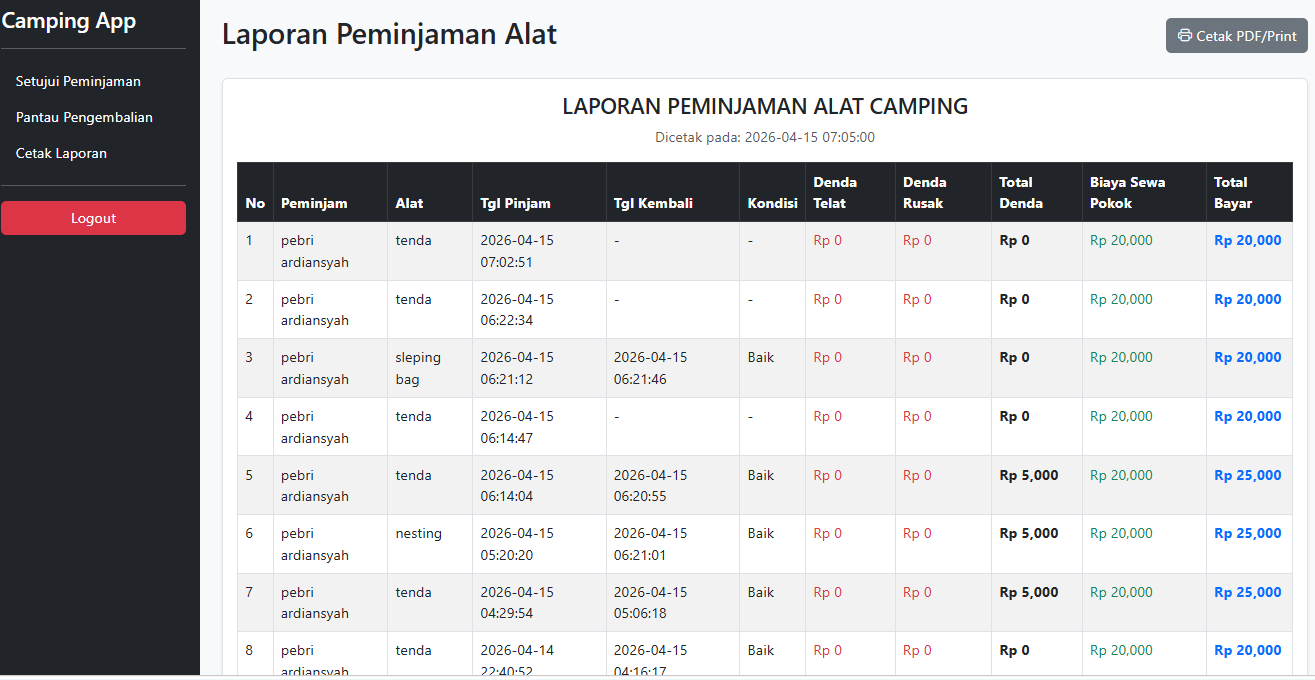 Camping App
Setujui Peminjaman
Pantau Pengembalian
Cetak Laporan
Logout
Laporan Peminjaman Alat
Cetak PDF/Print
LAPORAN PEMINJAMAN ALAT CAMPING
Dicetak pada: 2026-04-15 07:05:00
No Peminjam Alat Tgl Pinjam Tgl Kembali Kondisi Denda Telat Denda Rusak Total Denda Biaya Sewa Pokok Total Bayar
1 pebri ardiansyah tenda 2026-04-15 07:02:51 - - Rp 0 Rp 0 Rp 0 Rp 20,000 Rp 20,000
2 pebri ardiansyah tenda 2026-04-15 06:22:34 - - Rp 0 Rp 0 Rp 0 Rp 20,000 Rp 20,000
3 pebri ardiansyah sleping bag 2026-04-15 06:21:12 2026-04-15 06:21:46 Baik Rp 0 Rp 0 Rp 0 Rp 20,000 Rp 20,000
4 pebri ardiansyah tenda 2026-04-15 06:14:47 - - Rp 0 Rp 0 Rp 0 Rp 20,000 Rp 20,000
5 pebri ardiansyah tenda 2026-04-15 06:14:04 2026-04-15 06:20:55 Baik Rp 0 Rp 0 Rp 5,000 Rp 20,000 Rp 25,000
6 pebri ardiansyah nesting 2026-04-15 05:20:20 2026-04-15 06:21:01 Baik Rp 0 Rp 0 Rp 5,000 Rp 20,000 Rp 25,000
7 pebri ardiansyah tenda 2026-04-15 04:29:54 2026-04-15 05:06:18 Baik Rp 0 Rp 0 Rp 5,000 Rp 20,000 Rp 25,000
8 pebri ardiansyah tenda 2026-04-14 22:40:52 2026-04-15 04:16:17 Baik Rp 0 Rp 0 Rp 0 Rp 20,000 Rp 20,000